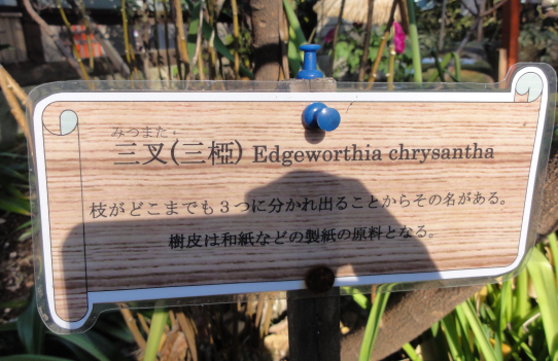 みつまた
三叉(三椏) Edgeworthia chrysantha
枝がどこまでも３つに分かれ出ることからその名がある。
樹皮は和紙などの製紙の原料となる。